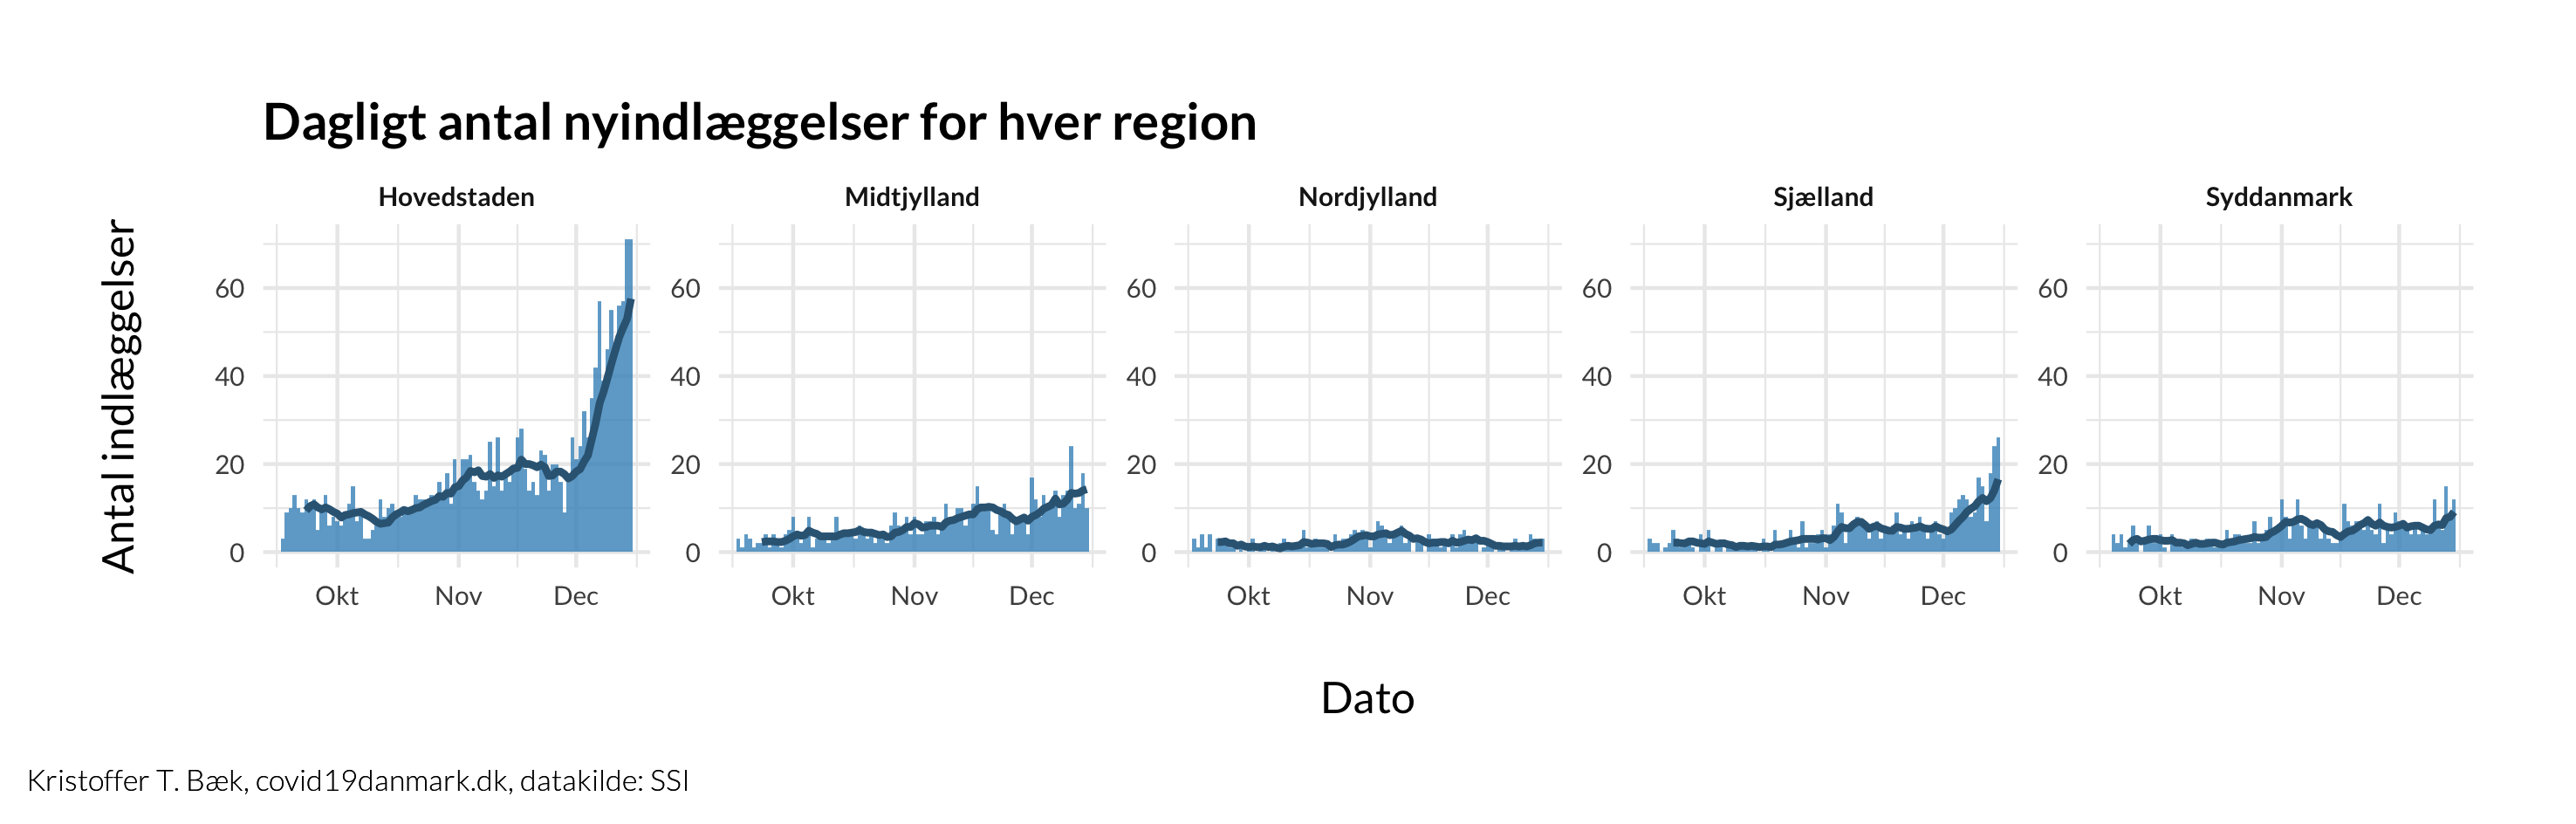 Dagligt antal nyindlæggelser for hver region
Hovedstaden
Midtjylland
Nordjylland
Sjælland
Syddanmark
Antal indlæggelser
60
40
20
0
60
40
20
0
60
40
20
0
60
40
20
0
60
40
20
0
Okt Nov Dec
Okt Nov Dec
Okt Nov Dec
Okt Nov Dec
Okt Nov Dec
Dato
Kristoffer T. Bæk, covid19danmark.dk, datakilde: SSI